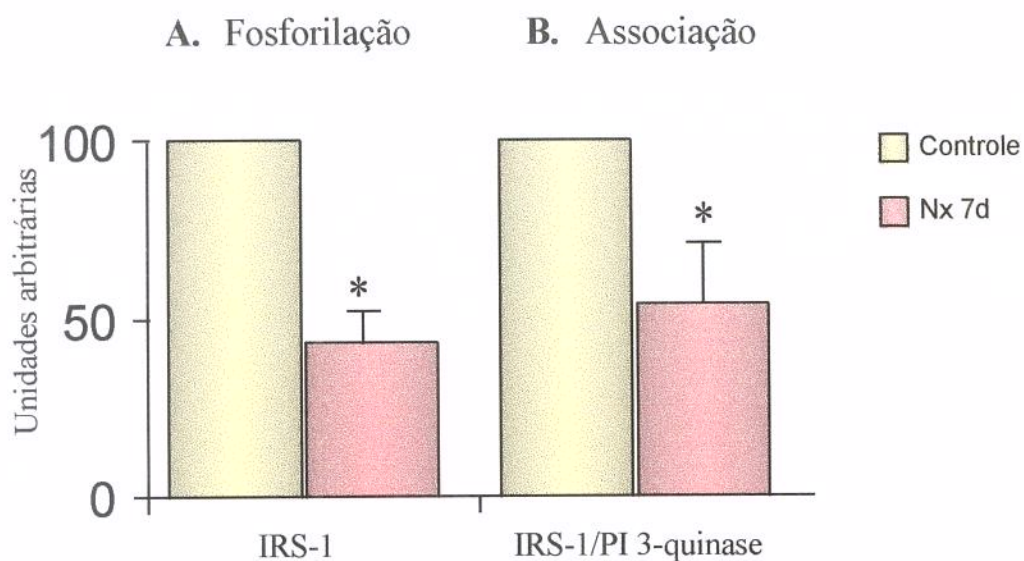 A. Fosforilação
B. Associação
Unidades arbitrárias
100
50
0
*
*
Controle
Nx 7d
IRS-1
IRS-1/PI 3-quinase